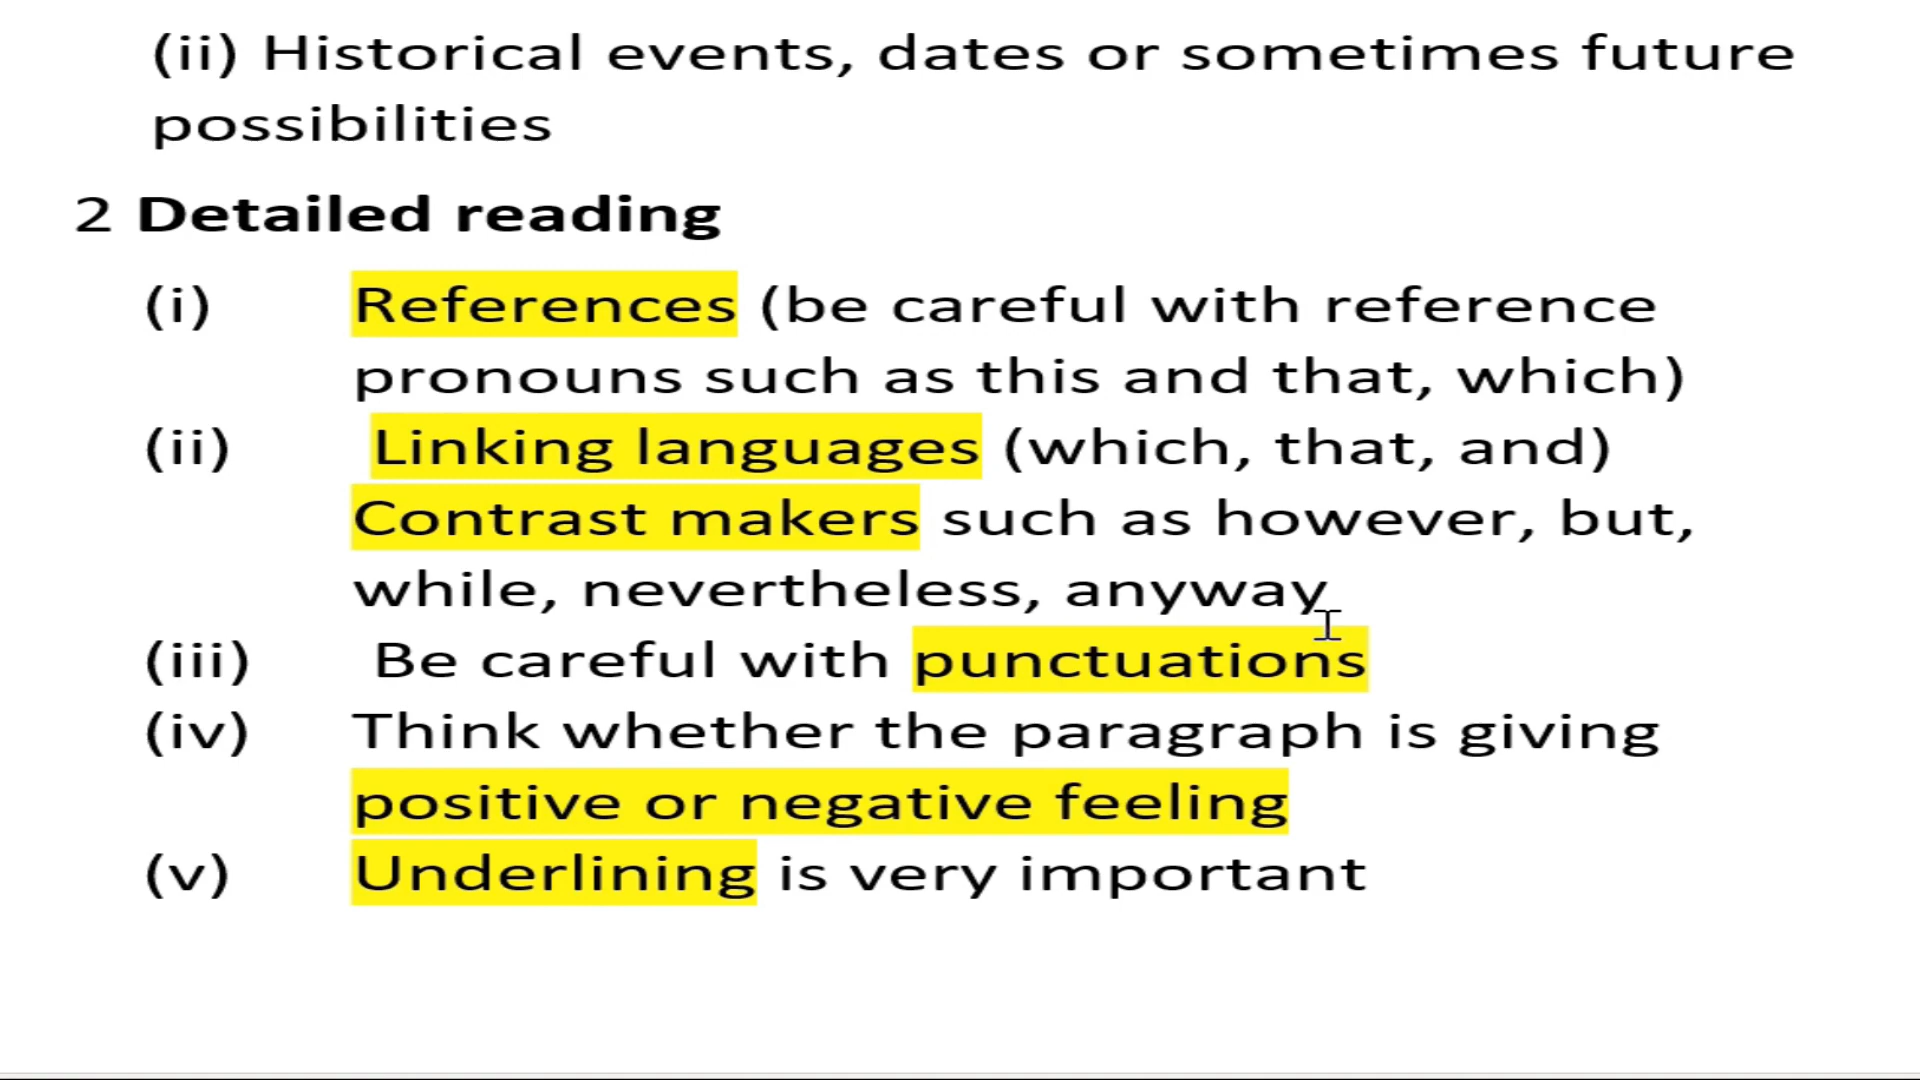 (ii) Historical events, dates or sometimes future
possibilities
2 Detailed reading
(i) References (be careful with reference
pronouns such as this and that, which)
(ii) Linking languages (which, that, and)
Contrast makers such as however, but,
while, nevertheless, anyway
(iii) Be careful with punctuations
(iv) Think whether the paragraph is giving
positive or negative feeling
(v) Underlining is very important